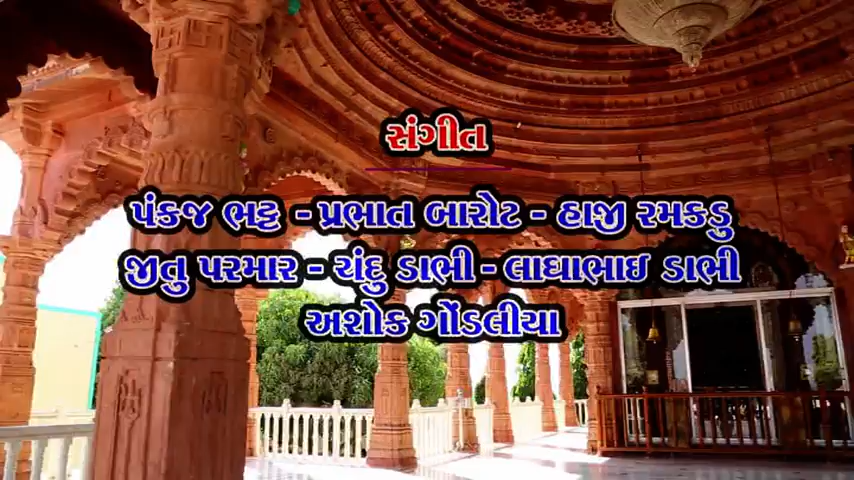 સંગીત
પંકજ ભટ્ટ - પ્રભાત બારોટ - હાજી રમકડુ
જીતુ પરમાર - ચંદુ ડાભી - લાઘાભાઇ ડાભી
અશોક ગોંડલીયા